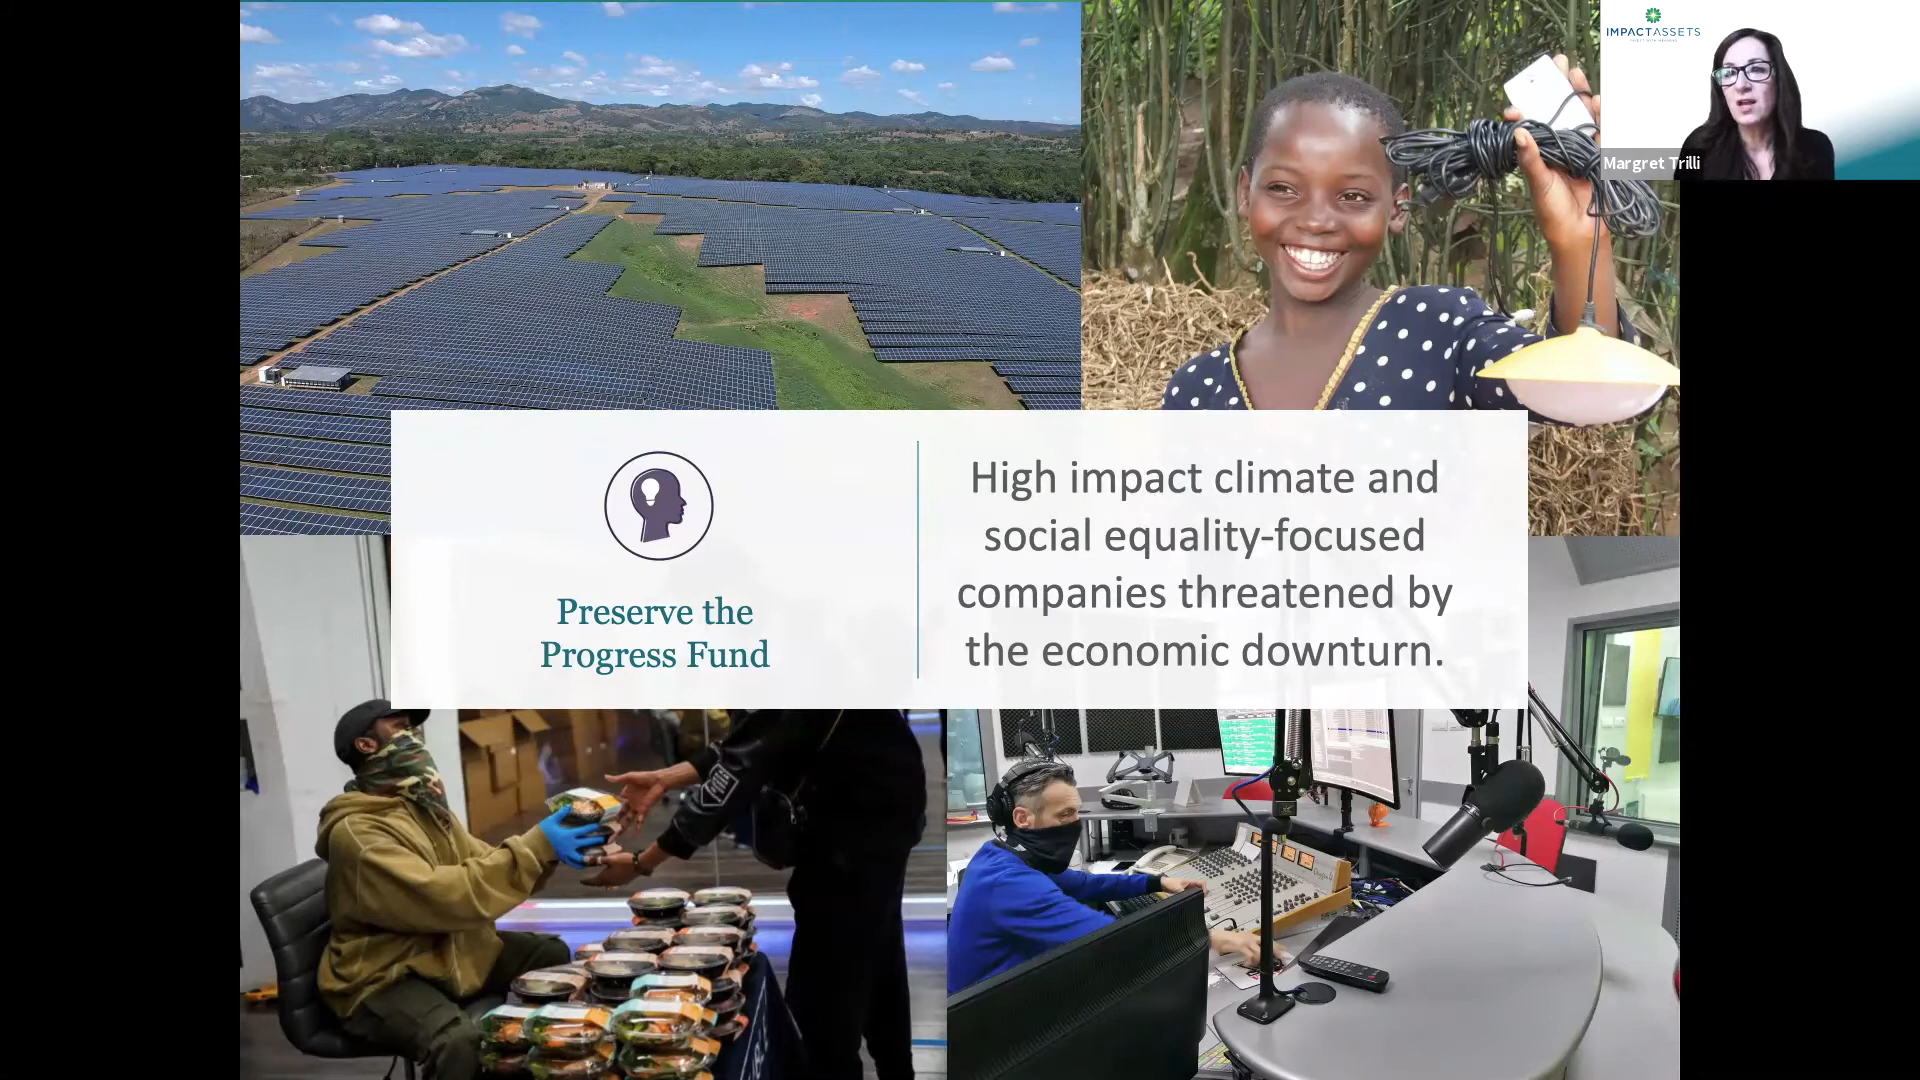 IMPACTASSETS
Margret Trilli
Preserve the
Progress Fund
High impact climate and
social equality-focused
companies threatened by
the economic downturn.